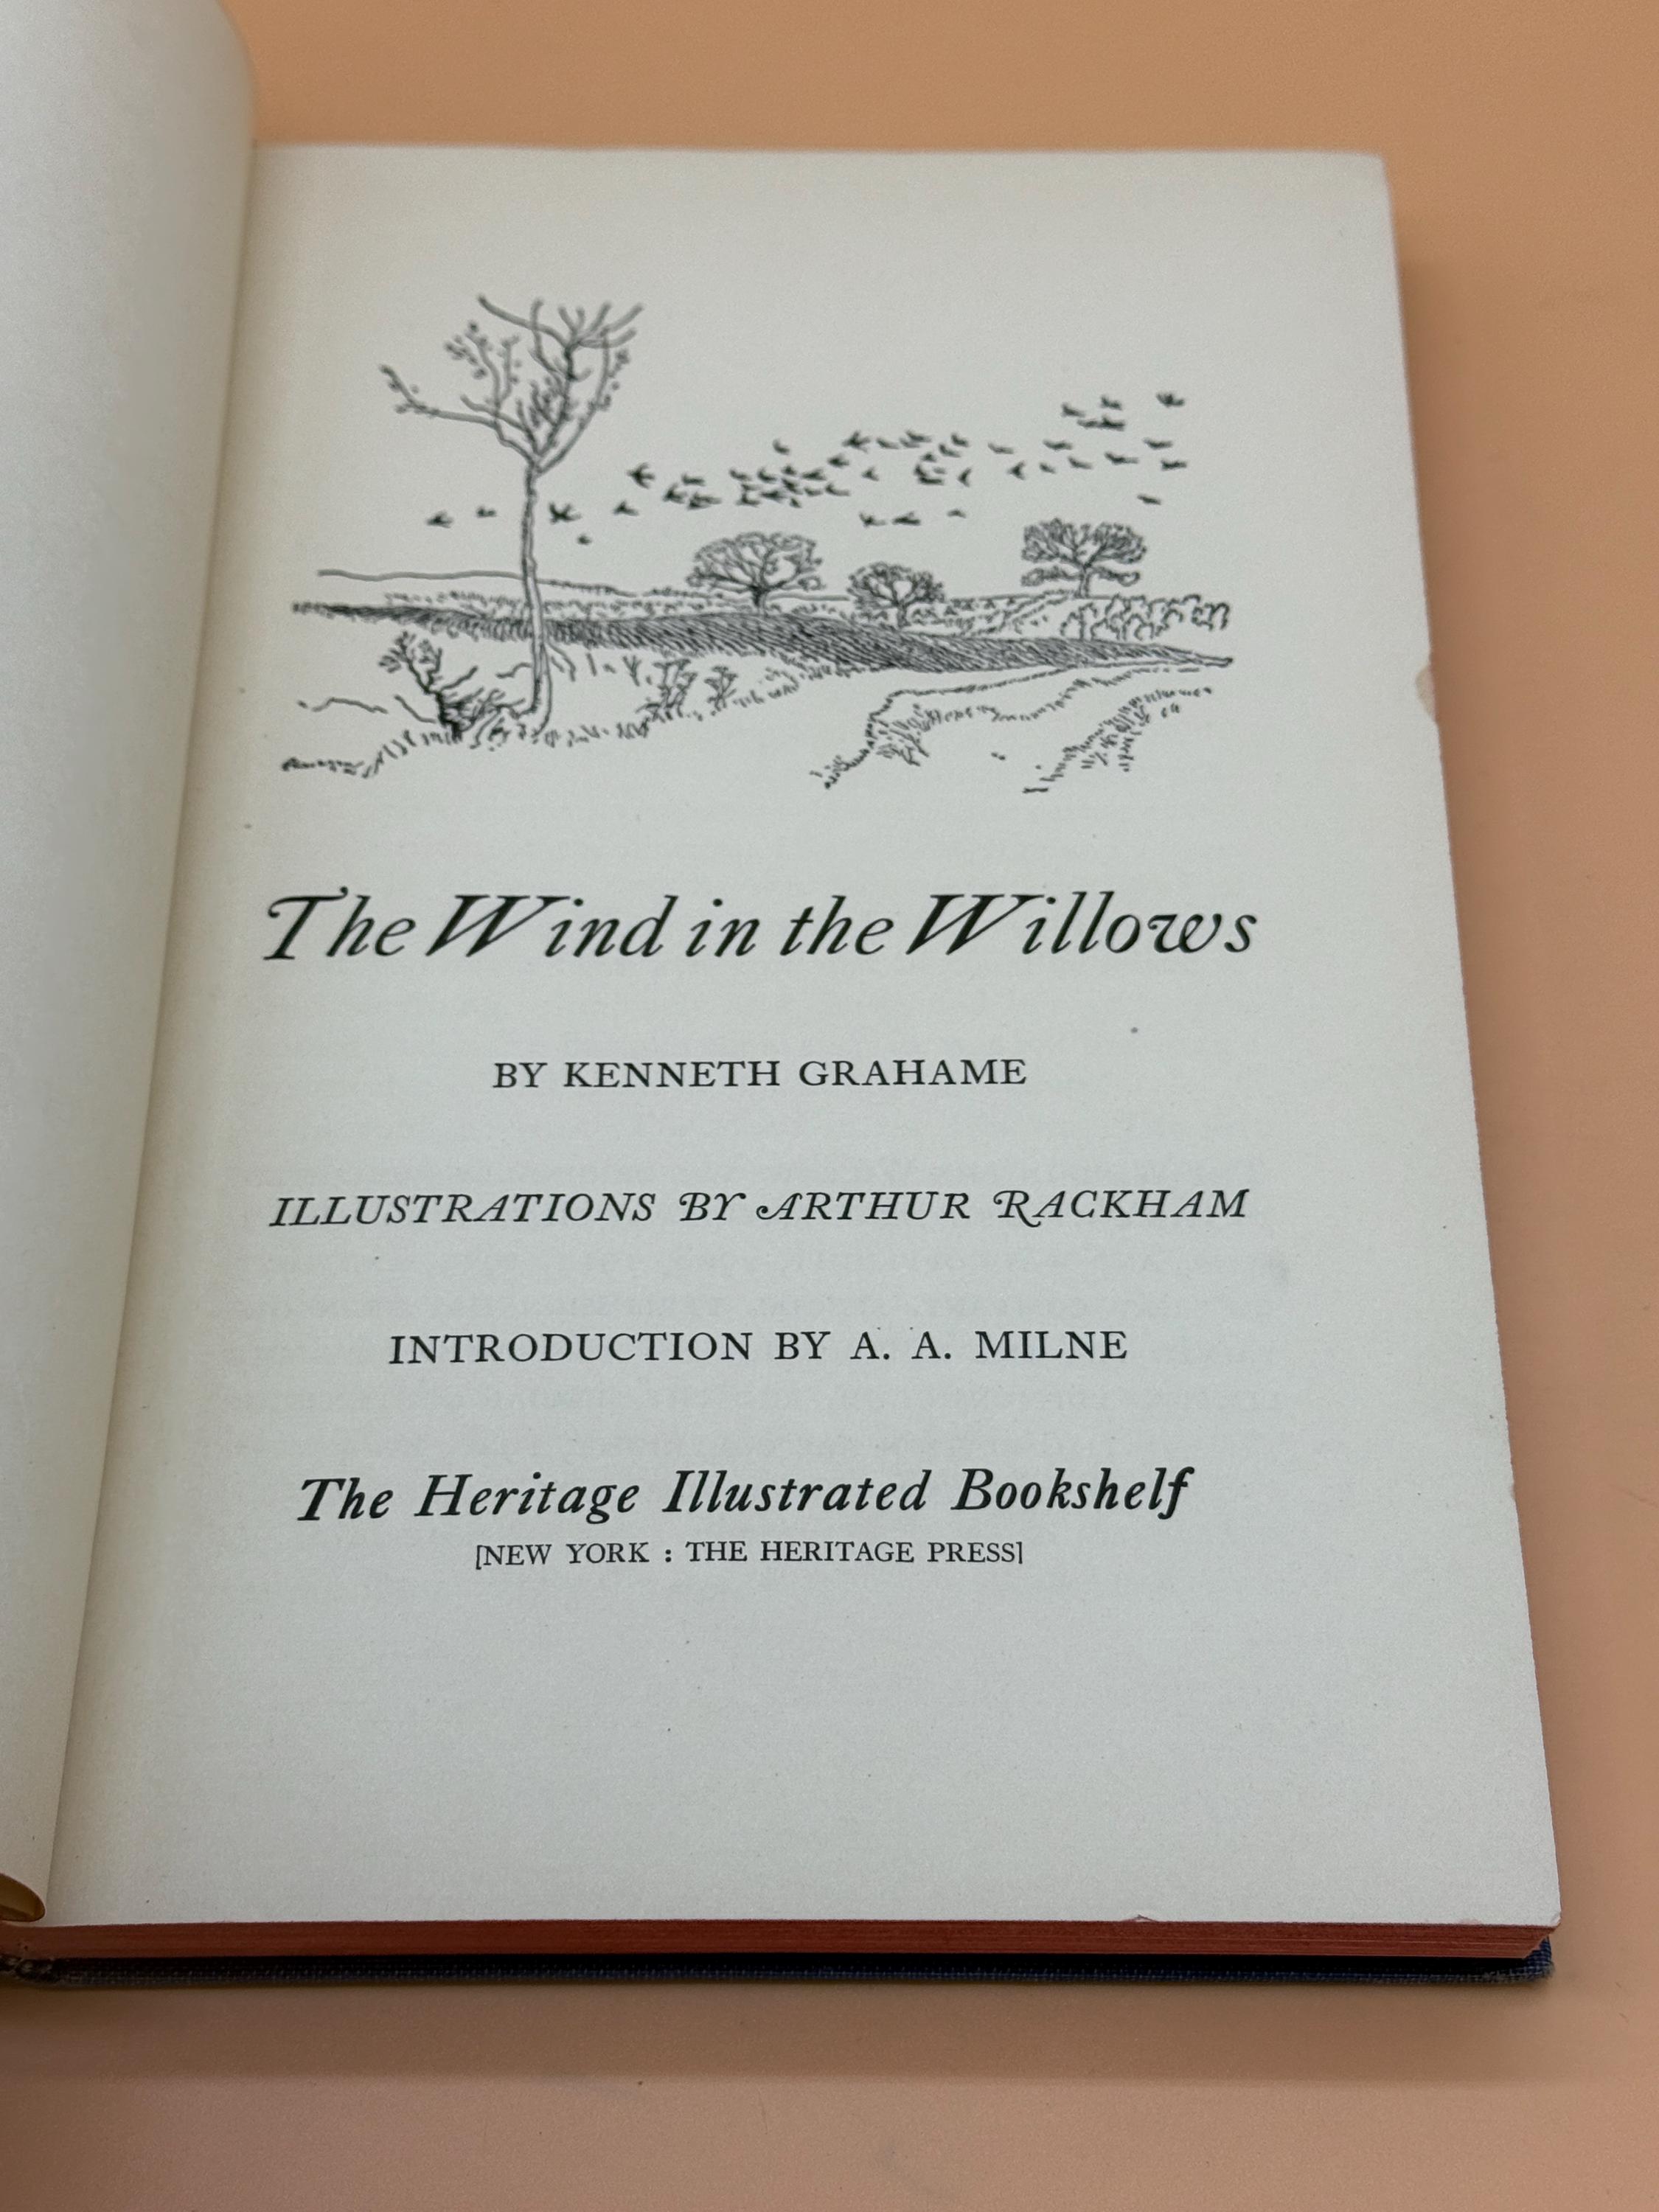 The Wind in the Willows
BY KENNETH GRAHAME
ILLUSTRATIONS BY ARTHUR RACKHAM
INTRODUCTION BY A. A. MILNE
The Heritage Illustrated Bookshelf
[NEW YORK : THE HERITAGE PRESS]